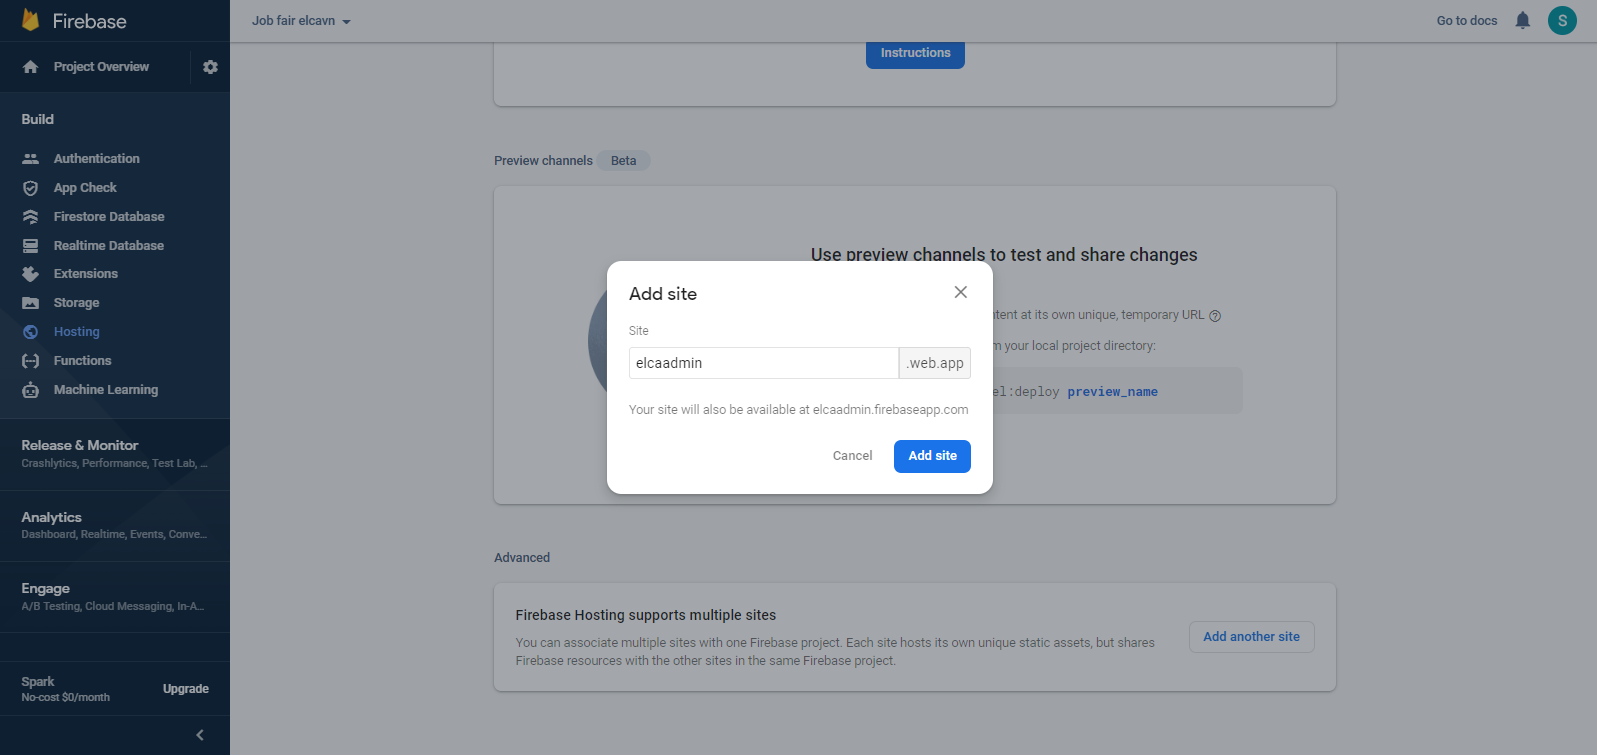 Firebase
Job fair elcavn
Go to docs
S
Project Overview
Build
Authentication
App Check
Firestore Database
Realtime Database
Extensions
Storage
Hosting
Functions
Machine Learning
Release & Monitor
Crashlytics, Performance, Test Lab, ...
Analytics
Dashboard, Realtime, Events, Conve...
Engage
A/B Testing, Cloud Messaging, In-A...
Spark
No-cost $0/month
Upgrade
Instructions
Preview channels Beta
Use preview channels to test and share changes
at its own unique, temporary URL
your local project directory:
:deploy preview_name
Add site
Site
elcaadmin .web.app
Your site will also be available at elcaadmin.firebaseapp.com
Cancel
Add site
Advanced
Firebase Hosting supports multiple sites
You can associate multiple sites with one Firebase project. Each site hosts its own unique static assets, but shares
Firebase resources with the other sites in the same Firebase project.
Add another site